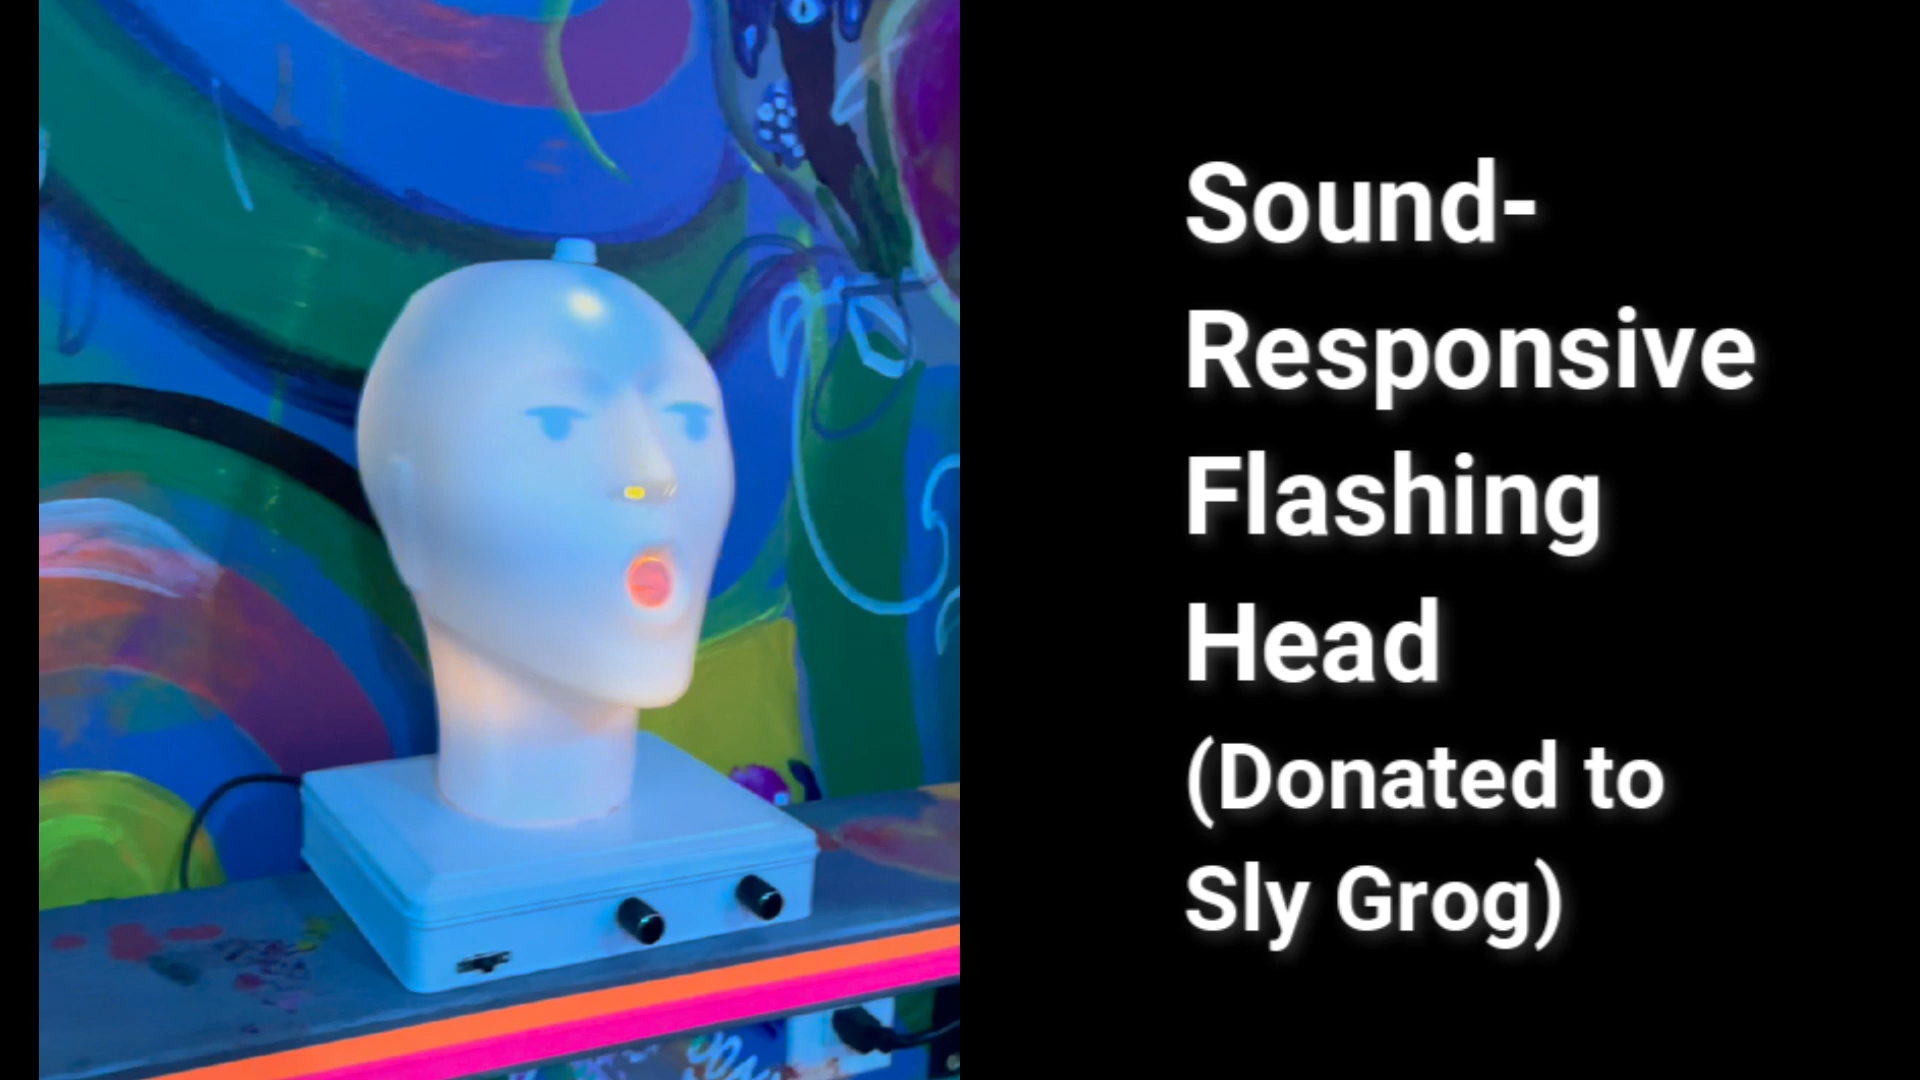 Sound-
Responsive
Flashing
Head
(Donated to
Sly Grog)